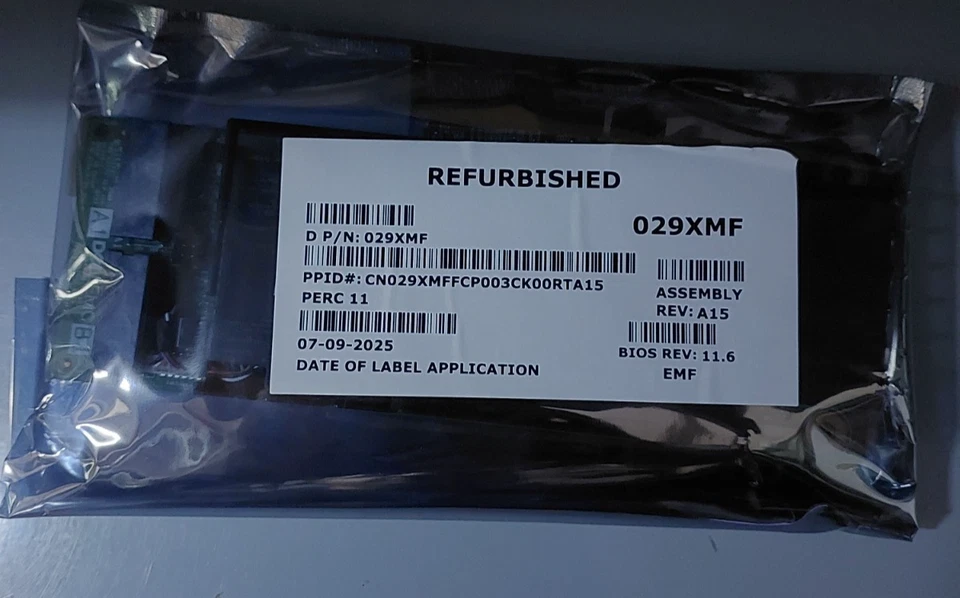 REFURBISHED
029XMF
D P/N: 029XMF
PPID#: CN029XMFFCP003CK00RTA15
PERC 11
ASSEMBLY
REV: A15
07-09-2025
DATE OF LABEL APPLICATION
BIOS REV: 11.6
EMF